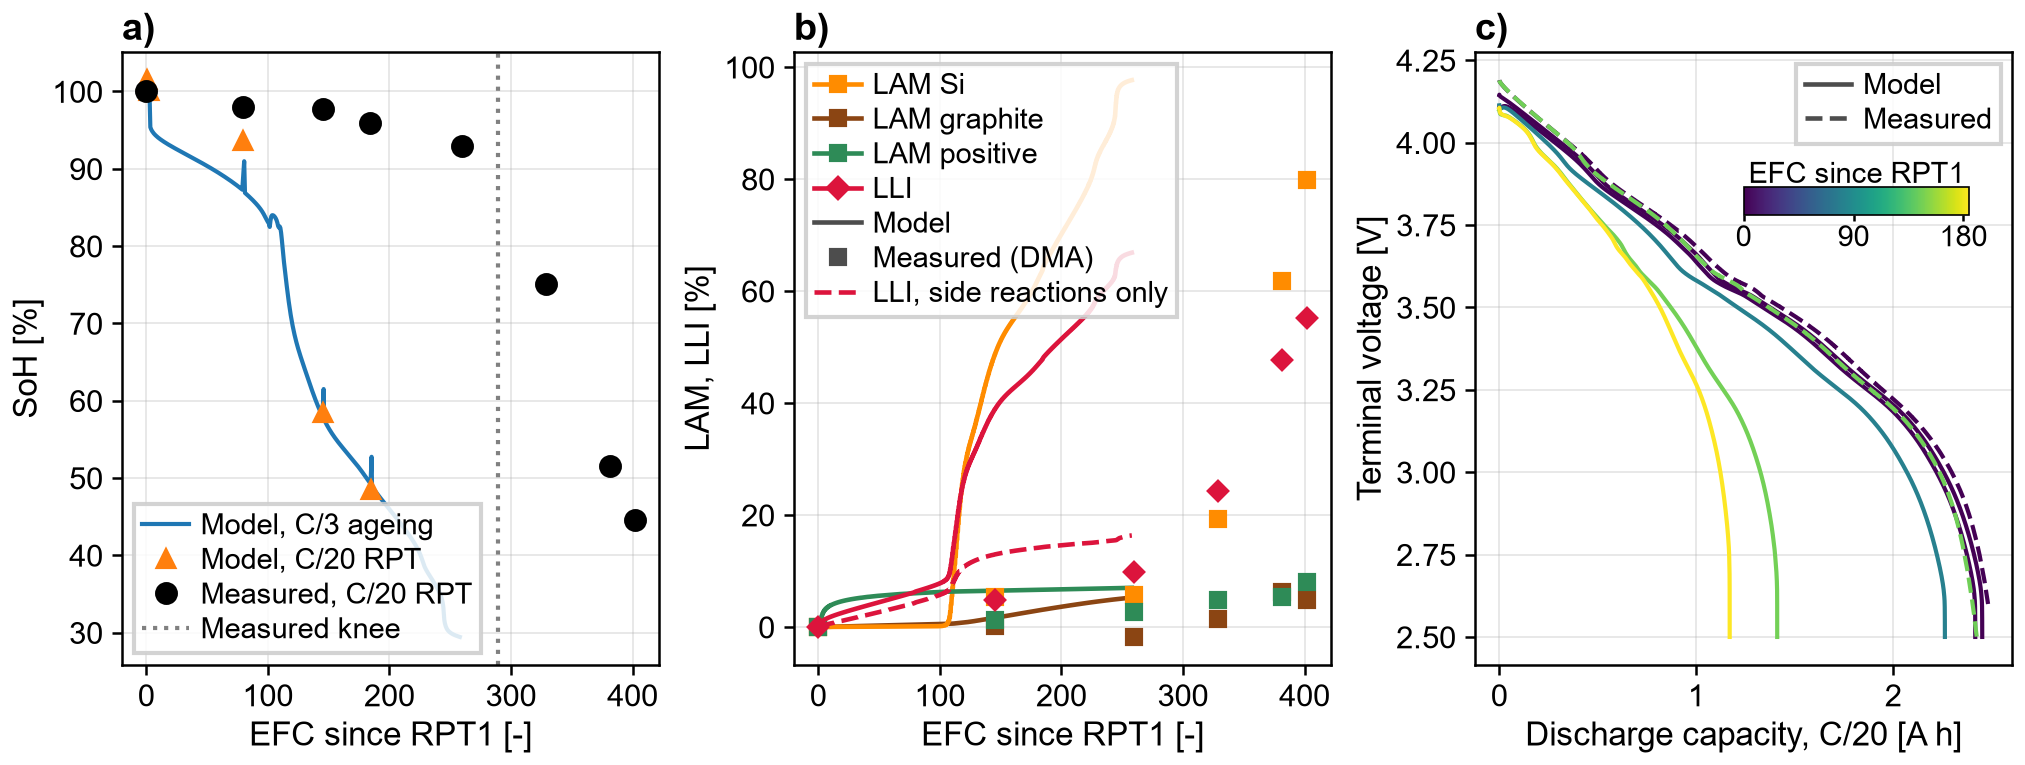 a)
SoH [%]
100
90
80
70
60
50
40
30
Model, C/3 ageing
Model, C/20 RPT
Measured, C/20 RPT
Measured knee
0
100
200
300
400
EFC since RPT1 [-]
b)
LAM, LLI [%]
100
80
60
40
20
0
LAM Si
LAM graphite
LAM positive
LLI
Model
Measured (DMA)
LLI, side reactions only
0
100
200
300
400
EFC since RPT1 [-]
c)
Terminal voltage [V]
4.25
4.00
3.75
3.50
3.25
3.00
2.75
2.50
Model
Measured
EFC since RPT1
0
90
180
0
1
2
Discharge capacity, C/20 [A h]